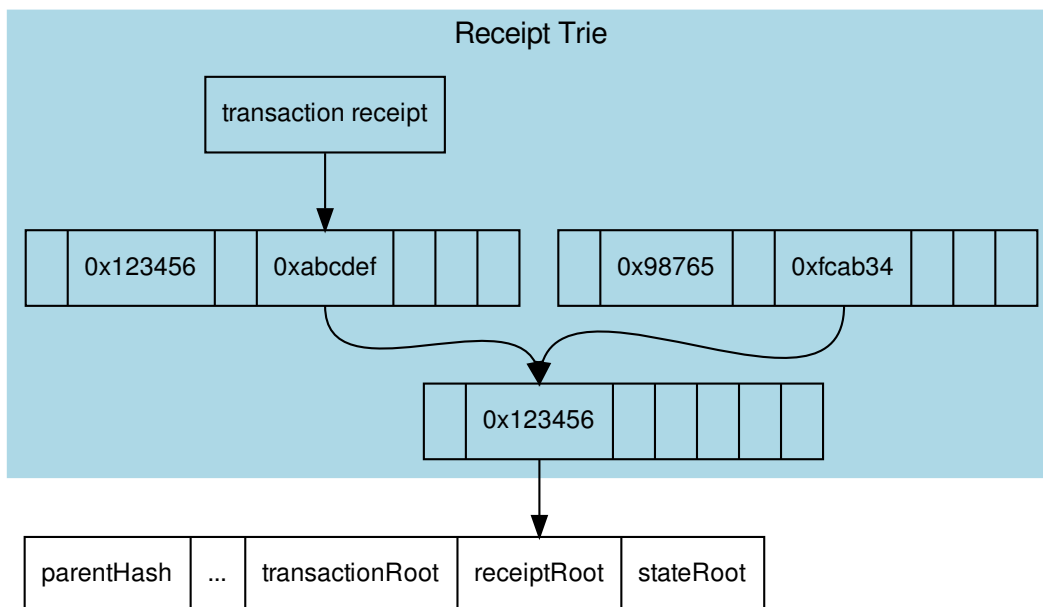 Receipt Trie
transaction receipt
0x123456 0xabcdef
0x98765 0xfcab34
0x123456
parentHash ... transactionRoot receiptRoot stateRoot